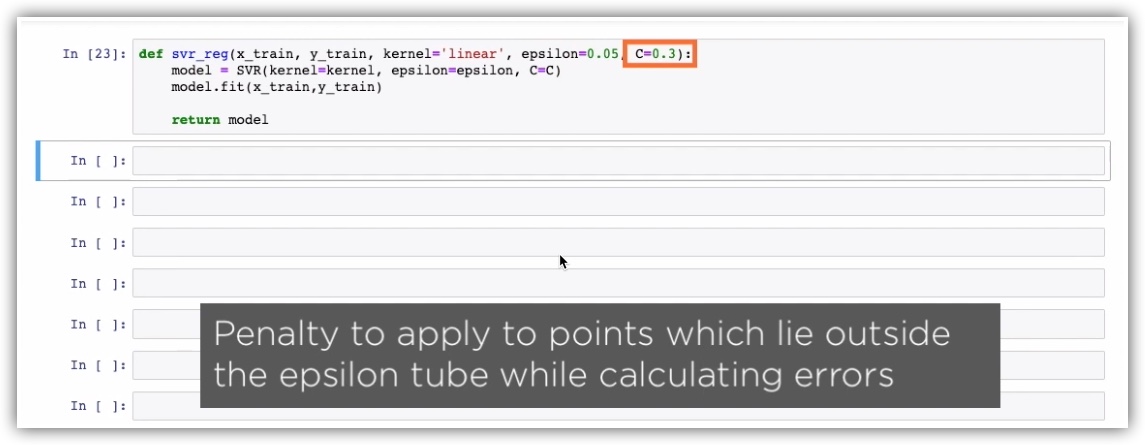 In [23]: def svr_reg(x_train, y_train, kernel='linear', epsilon=0.05, C=0.3):
model = SVR(kernel=kernel, epsilon=epsilon, C=C)
model.fit(x_train,y_train)
return model
In [ ]:
In [ ]:
In [ ]:
In [ ]:
In [ ]:
In [ ]:
In [ ]:
Penalty to apply to points which lie outside
the epsilon tube while calculating errors